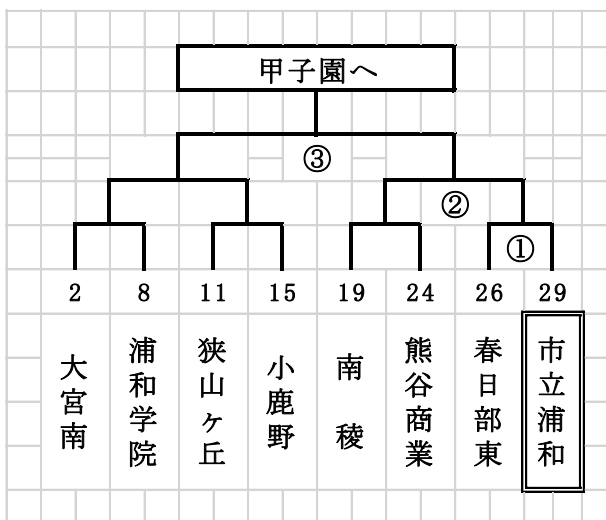 甲子園へ
③
②
①
2 8 11 15 19 24 26 29
大宮南
浦和学院
狭山ヶ丘
小鹿野
南稜
熊谷商業
春日部東
市立浦和